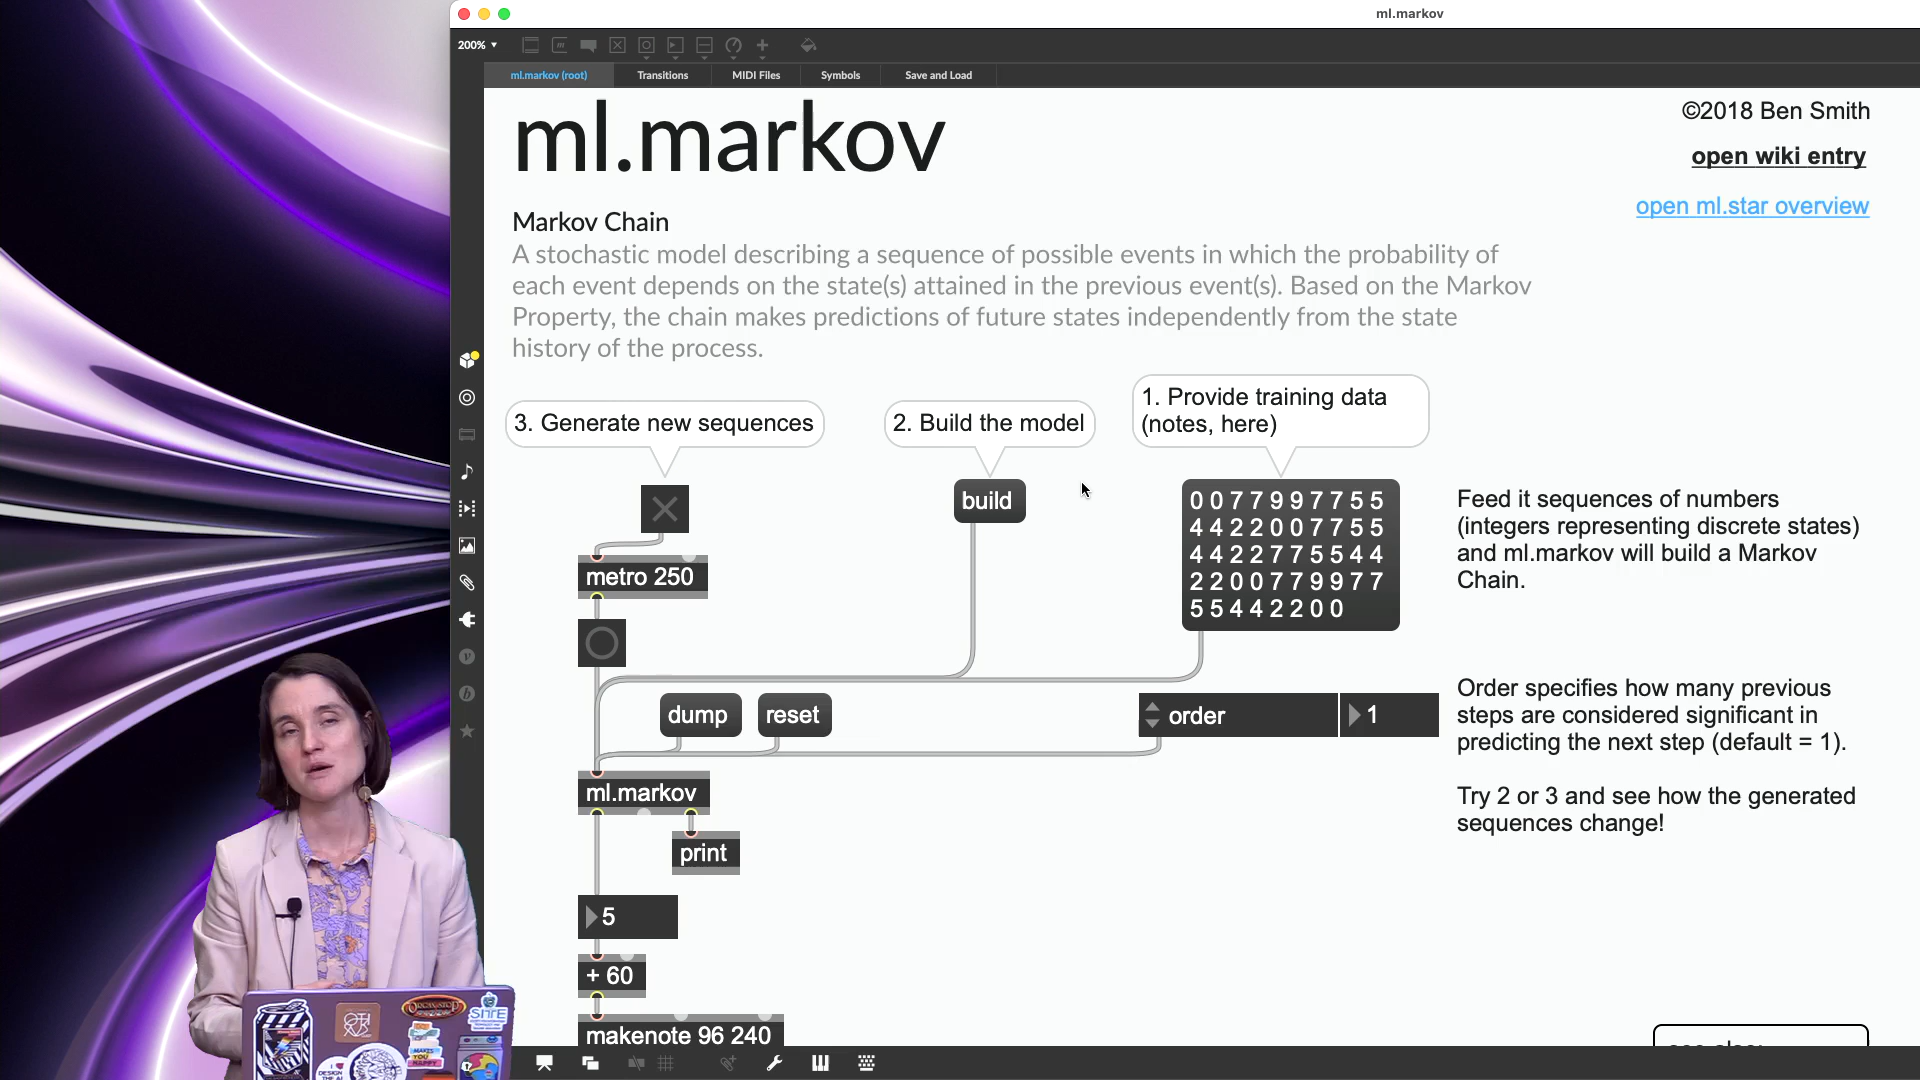 ml.markov
200%
ml.markov (root)
Transitions
MIDI Files
Symbols
Save and Load
ml.markov
©2018 Ben Smith
open wiki entry
open ml.star overview
Markov Chain
A stochastic model describing a sequence of possible events in which the probability of
each event depends on the state(s) attained in the previous event(s). Based on the Markov
Property, the chain makes predictions of future states independently from the state
history of the process.
3. Generate new sequences
2. Build the model
1. Provide training data
(notes, here)
build
0 0 7 7 9 9 7 7 5 5
4 4 2 2 0 0 7 7 5 5
4 4 2 2 7 7 5 5 4 4
2 2 0 0 7 7 9 9 7 7
5 5 4 4 2 2 0 0
Feed it sequences of numbers
(integers representing discrete states)
and ml.markov will build a Markov
Chain.
metro 250
dump
reset
order
1
Order specifies how many previous
steps are considered significant in
predicting the next step (default = 1).
Try 2 or 3 and see how the generated
sequences change!
ml.markov
print
5
+ 60
makenote 96 240
SITE
MAKES
YOU
HAPPY